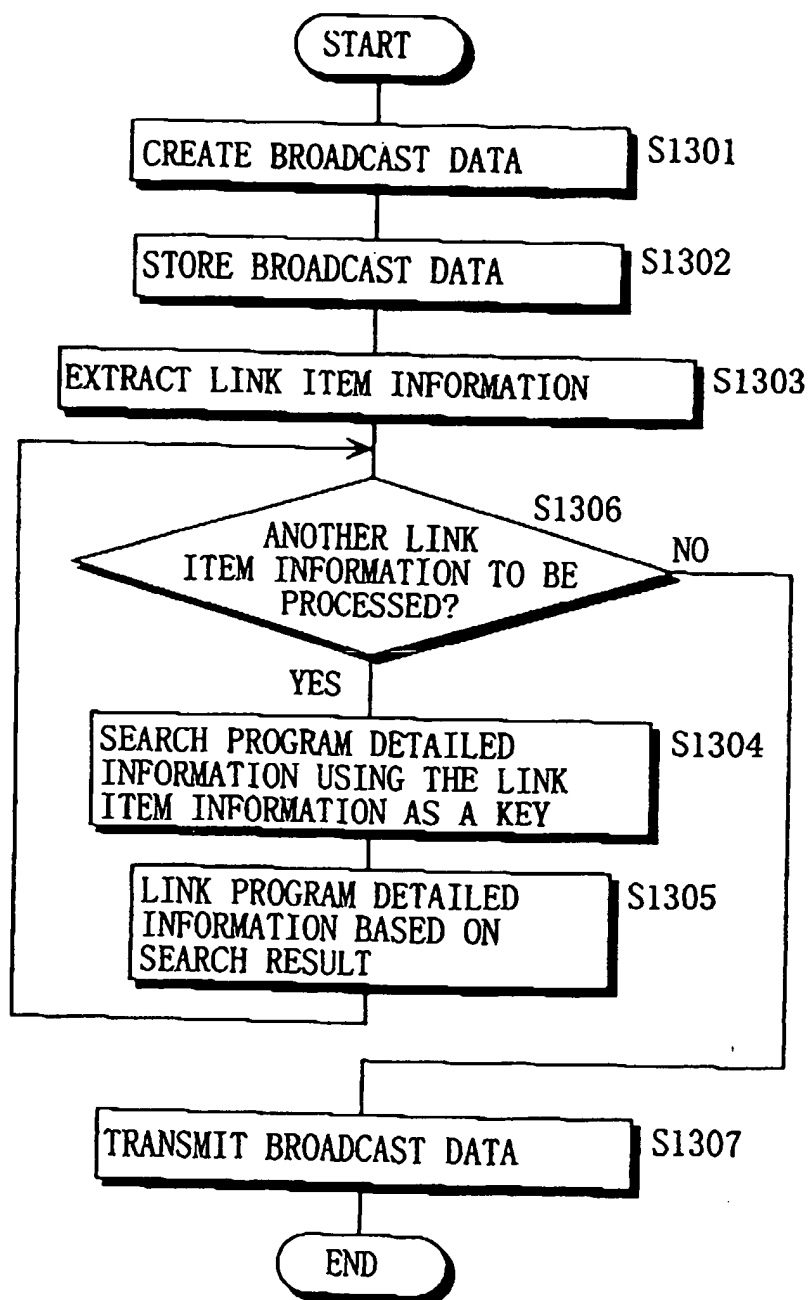 START
CREATE BROADCAST DATA
S1301
STORE BROADCAST DATA
S1302
EXTRACT LINK ITEM INFORMATION
S1303
S1306
ANOTHER LINK
ITEM INFORMATION TO BE
PROCESSED?
NO
YES
SEARCH PROGRAM DETAILED
INFORMATION USING THE LINK
ITEM INFORMATION AS A KEY
S1304
LINK PROGRAM DETAILED
INFORMATION BASED ON
SEARCH RESULT
S1305
TRANSMIT BROADCAST DATA
S1307
END